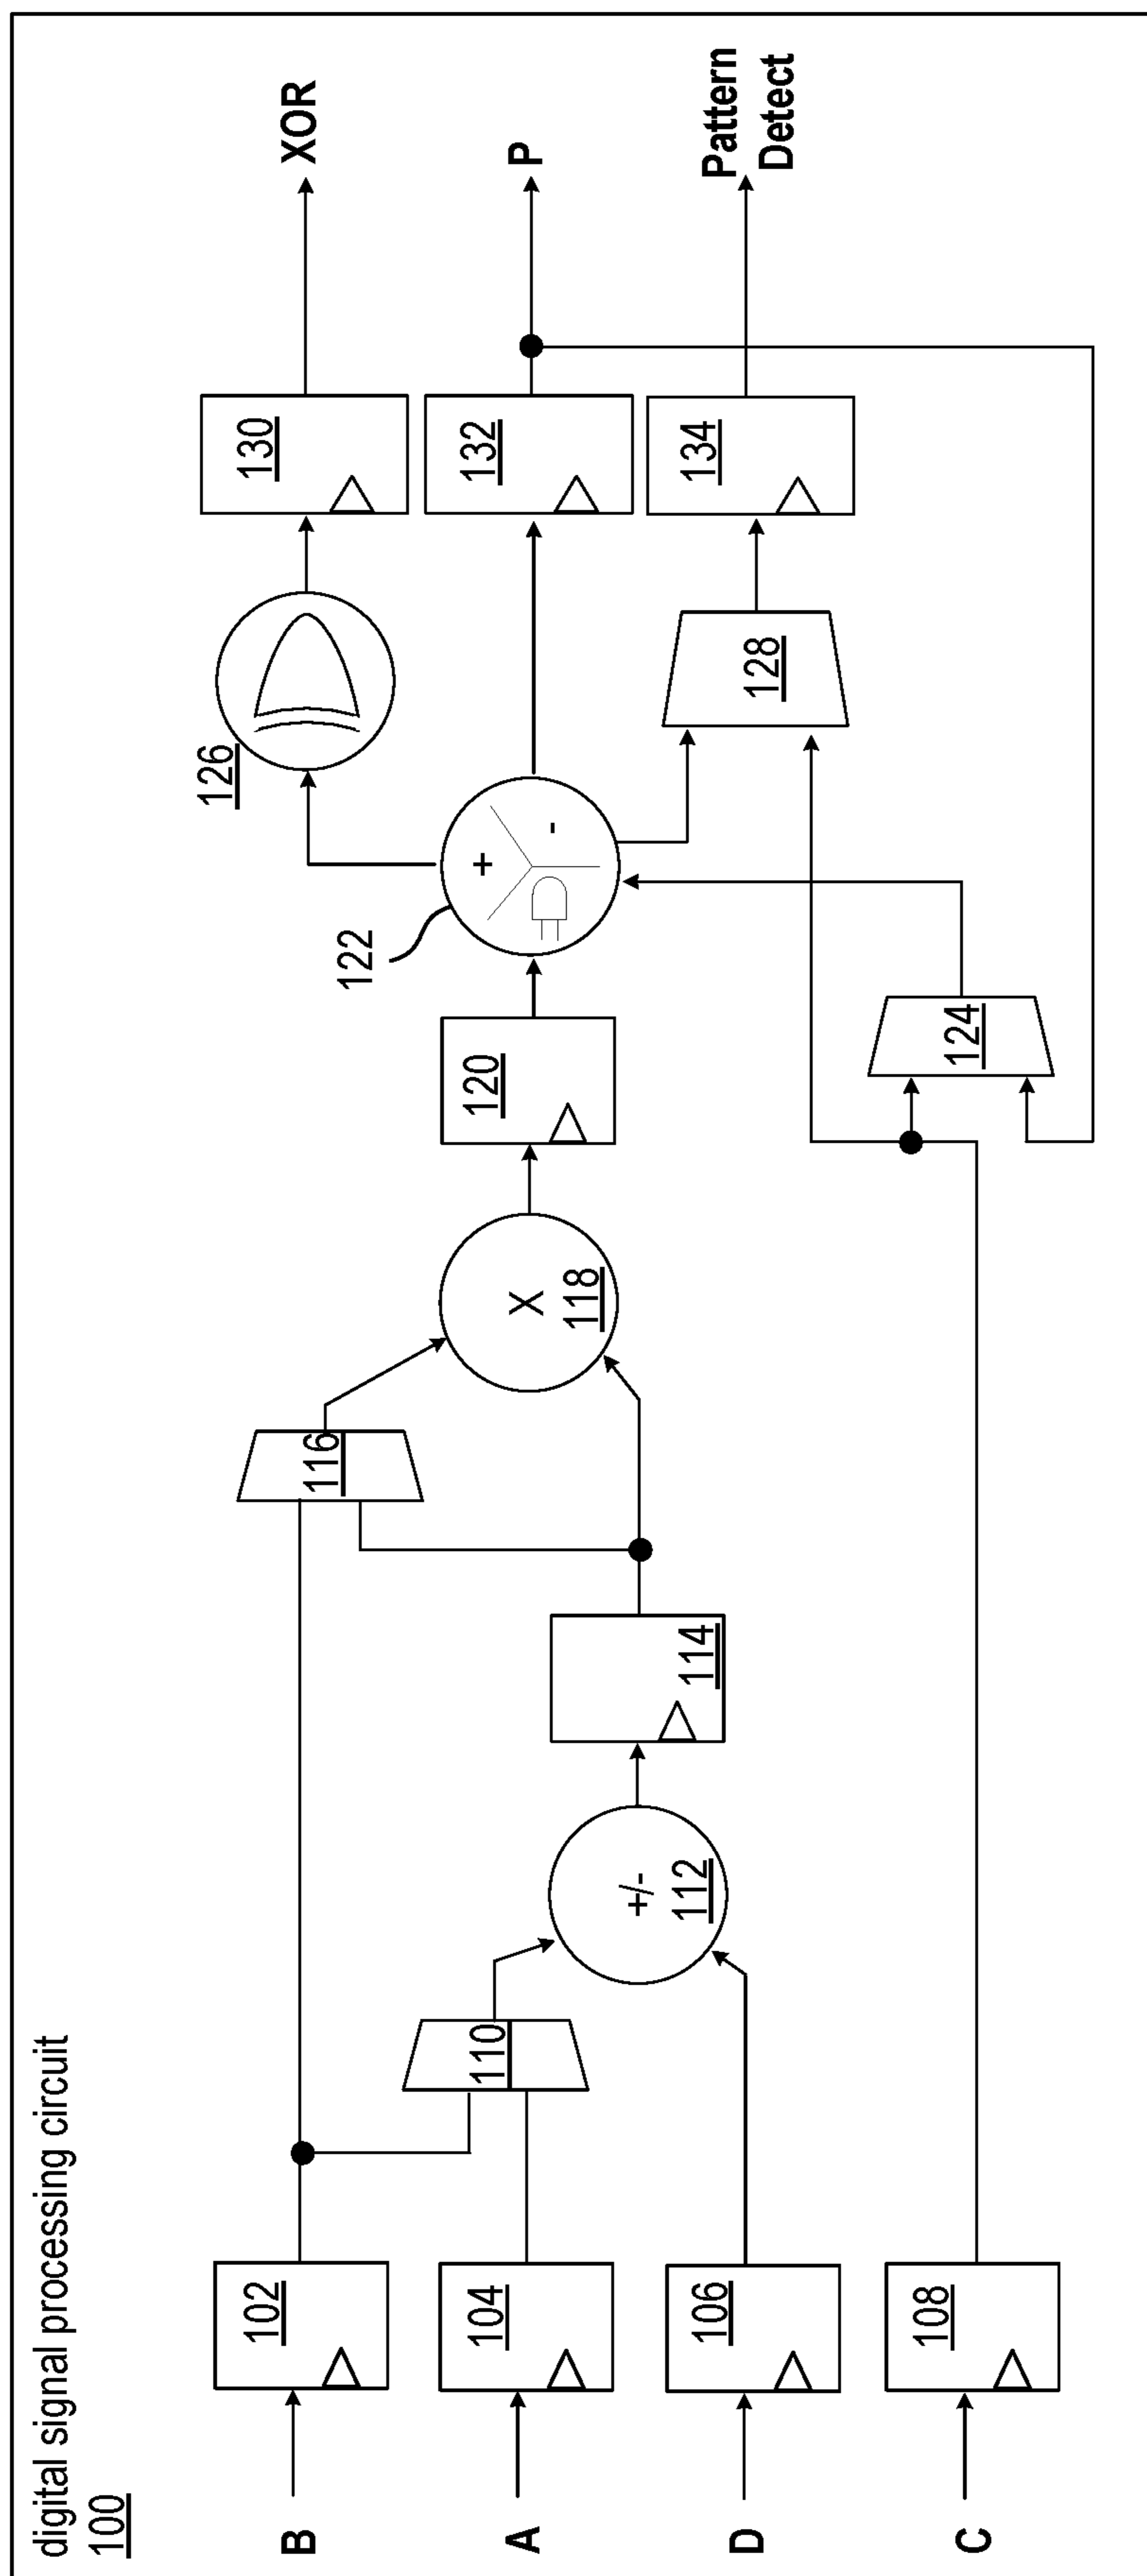 digital signal processing circuit
100
B
A
D
C
102
104
106
108
110
+/-
112
114
116
X
118
120
122
+
-
124
126
128
130
132
134
XOR
P
Pattern
Detect